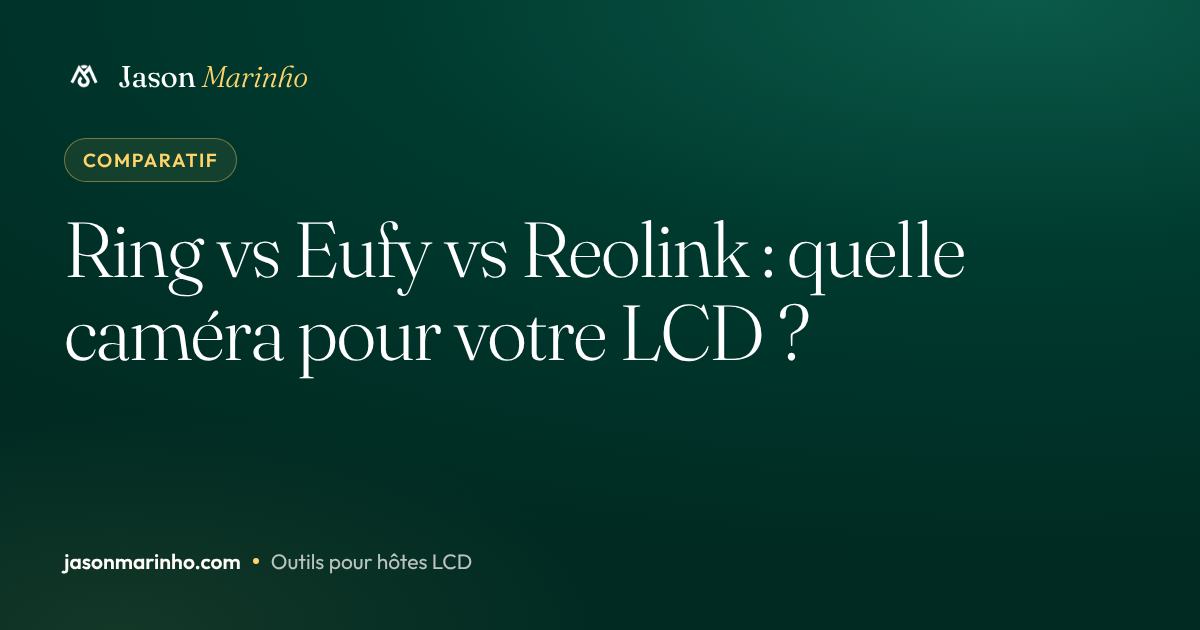 Jason Marinho
COMPARATIF
Ring vs Eufy vs Reolink : quelle
caméra pour votre LCD ?
jasonmarinho.com • Outils pour hôtes LCD